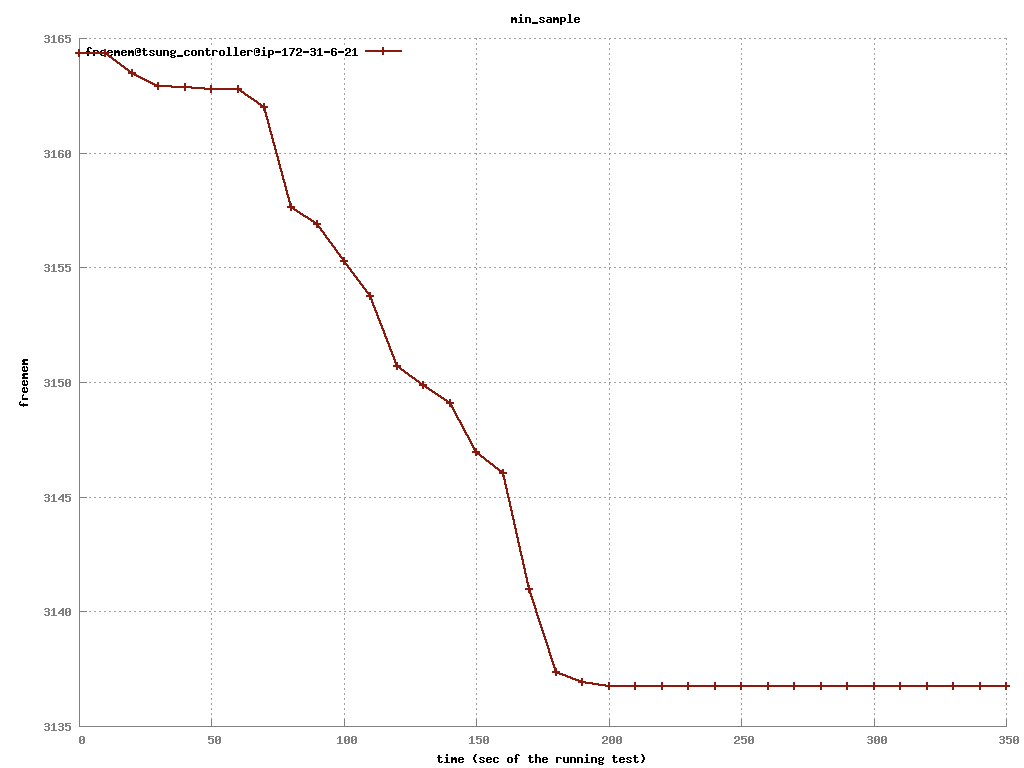 min_sample
3165
freemem@tsung_controller@ip-172-31-6-21
3160
3155
freemem
3150
3145
3140
3135
0 50 100 150 200 250 300 350
time (sec of the running test)